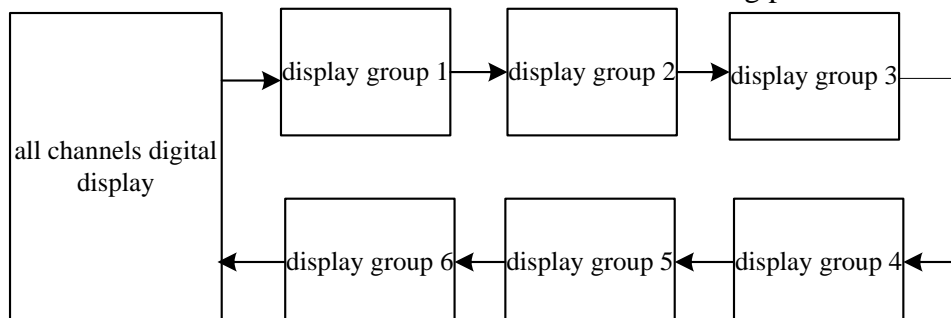 display group 1
display group 2
display group 3
all channels digital
display
display group 6
display group 5
display group 4